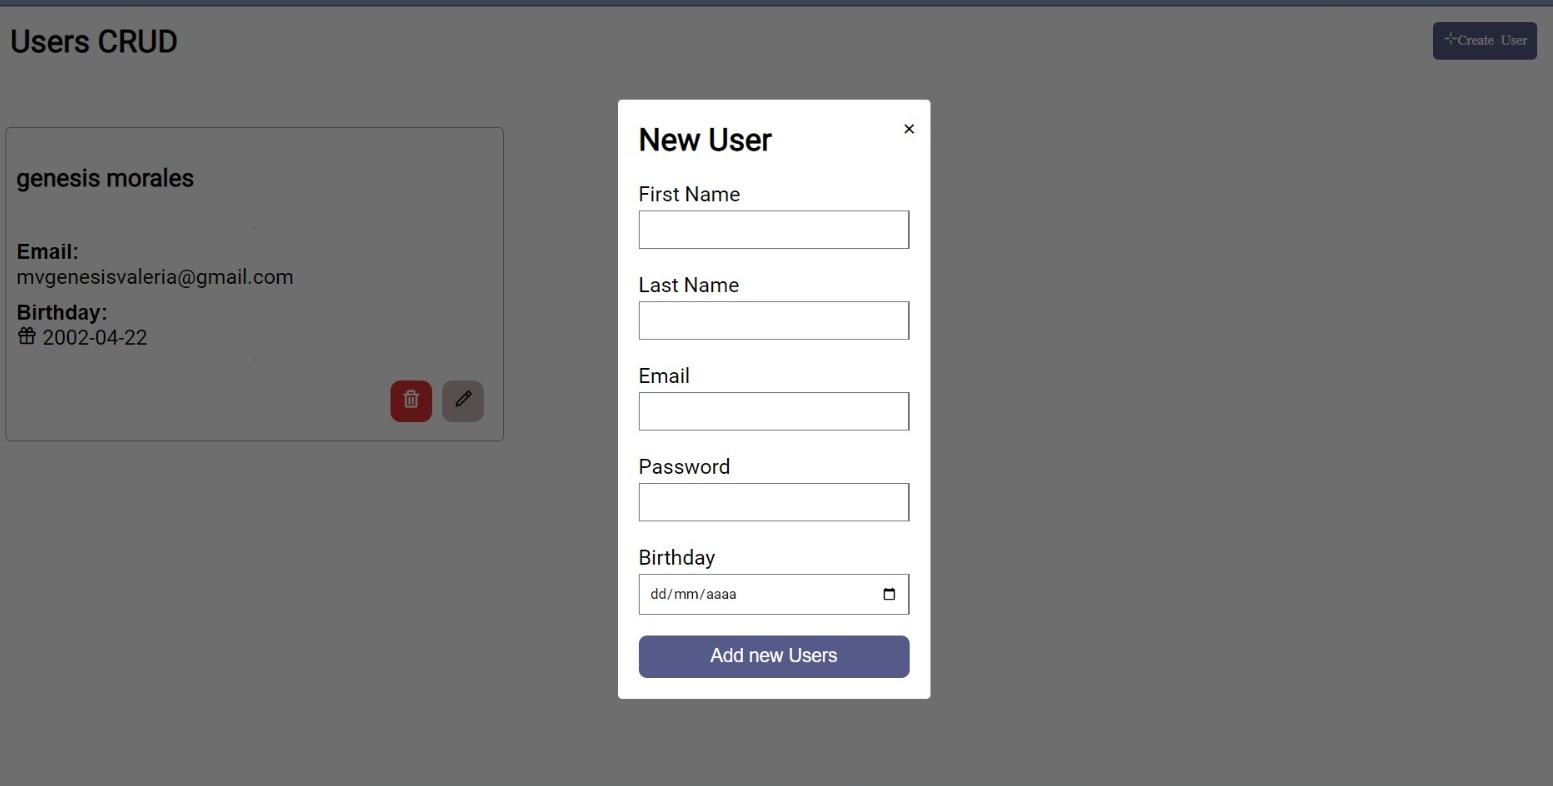 Users CRUD
Create User
genesis morales
Email:
mvgenesisvaleria@gmail.com
Birthday:
2002-04-22
New User
×
First Name
Last Name
Email
Password
Birthday
dd/mm/aaaa
Add new Users